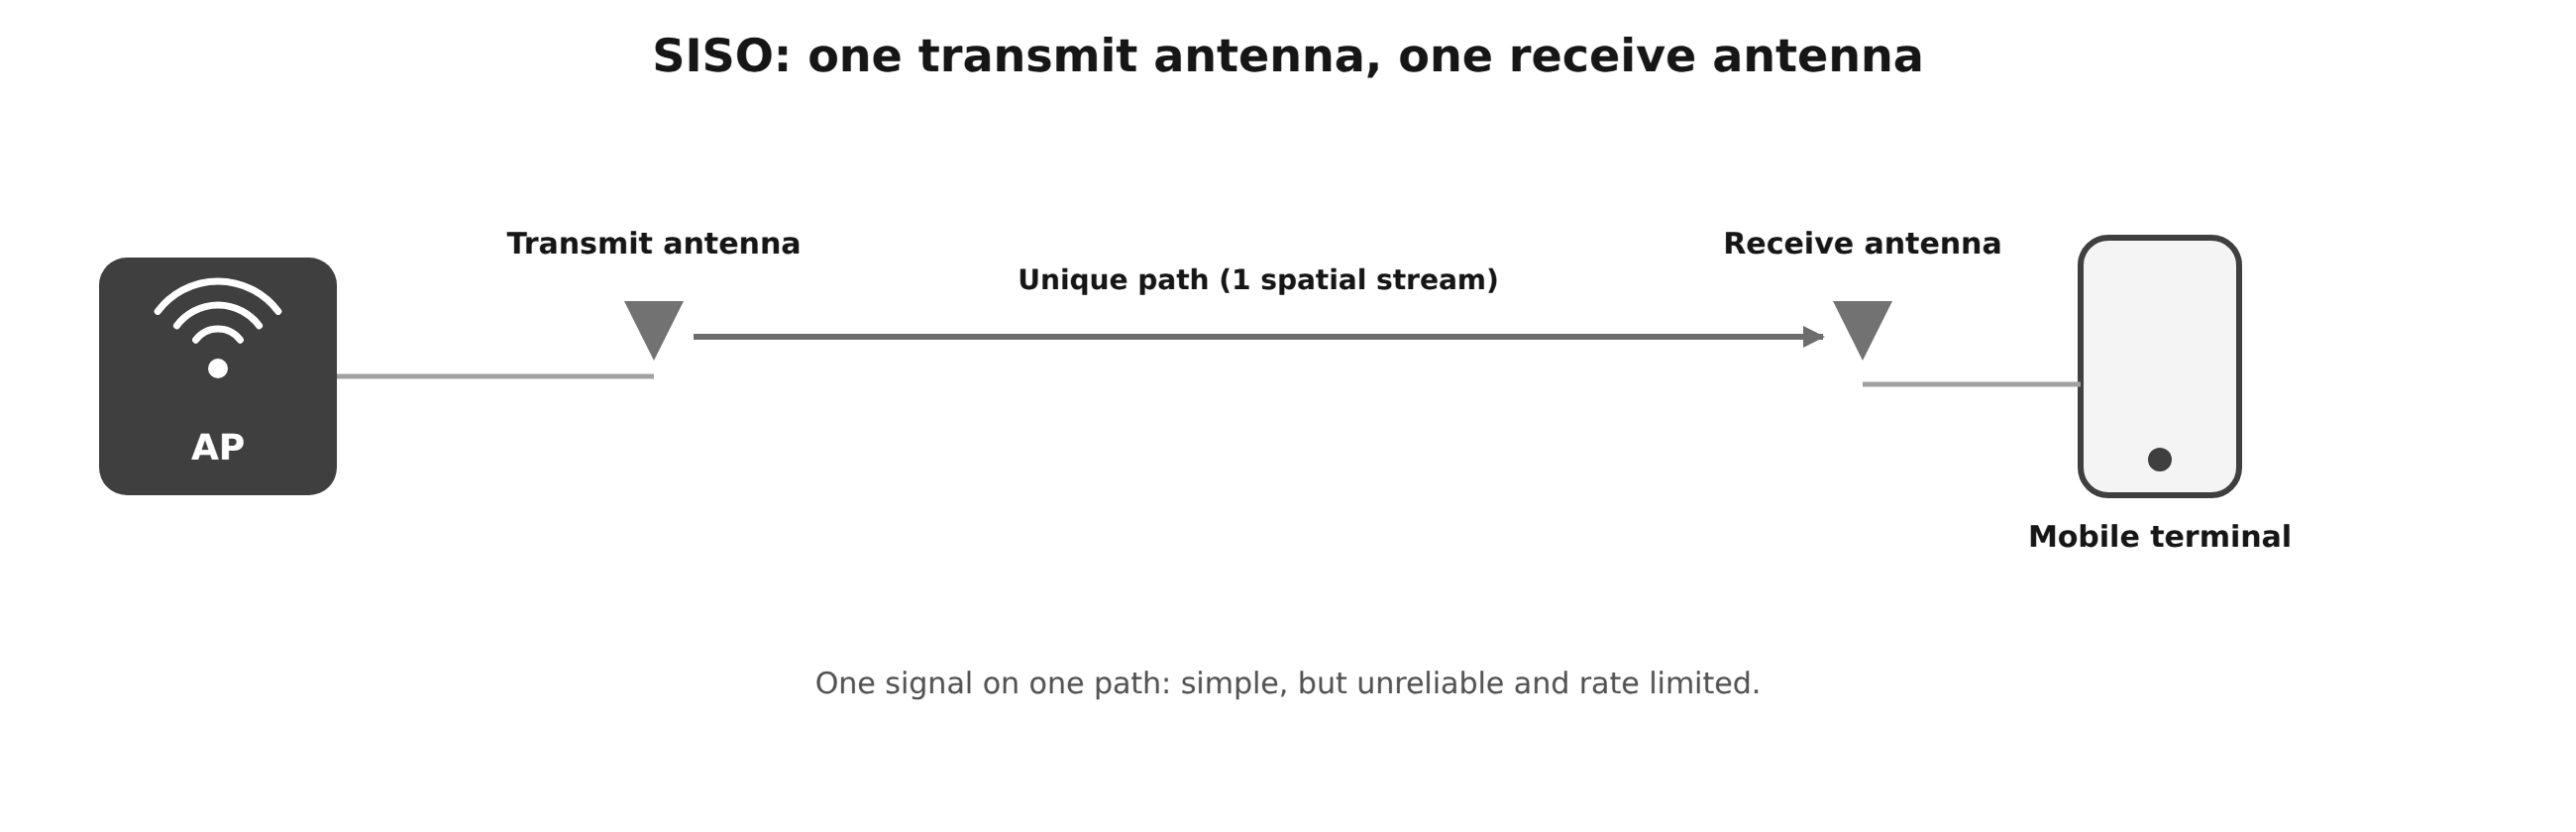 SISO: one transmit antenna, one receive antenna
Transmit antenna
Receive antenna
Unique path (1 spatial stream)
AP
Mobile terminal
One signal on one path: simple, but unreliable and rate limited.